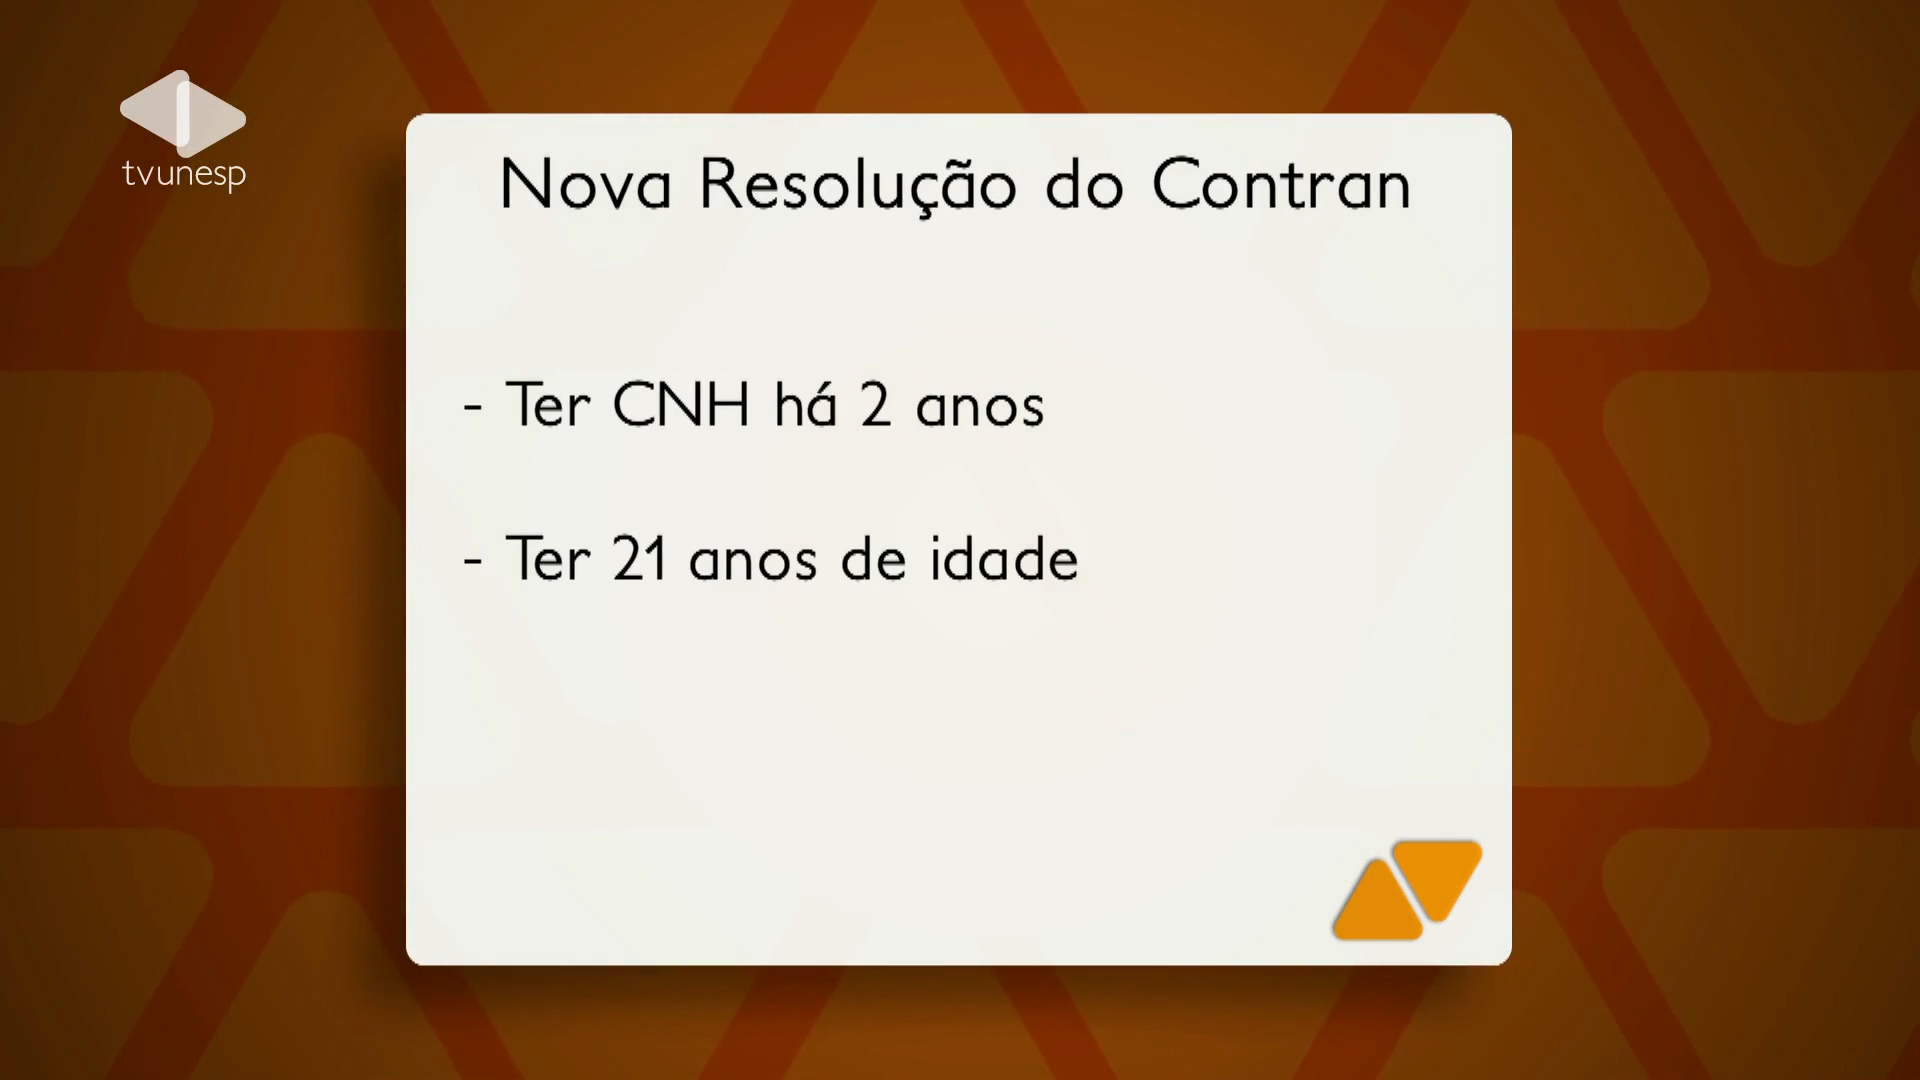 tvunesp
Nova Resolução do Contran
- Ter CNH há 2 anos
- Ter 21 anos de idade